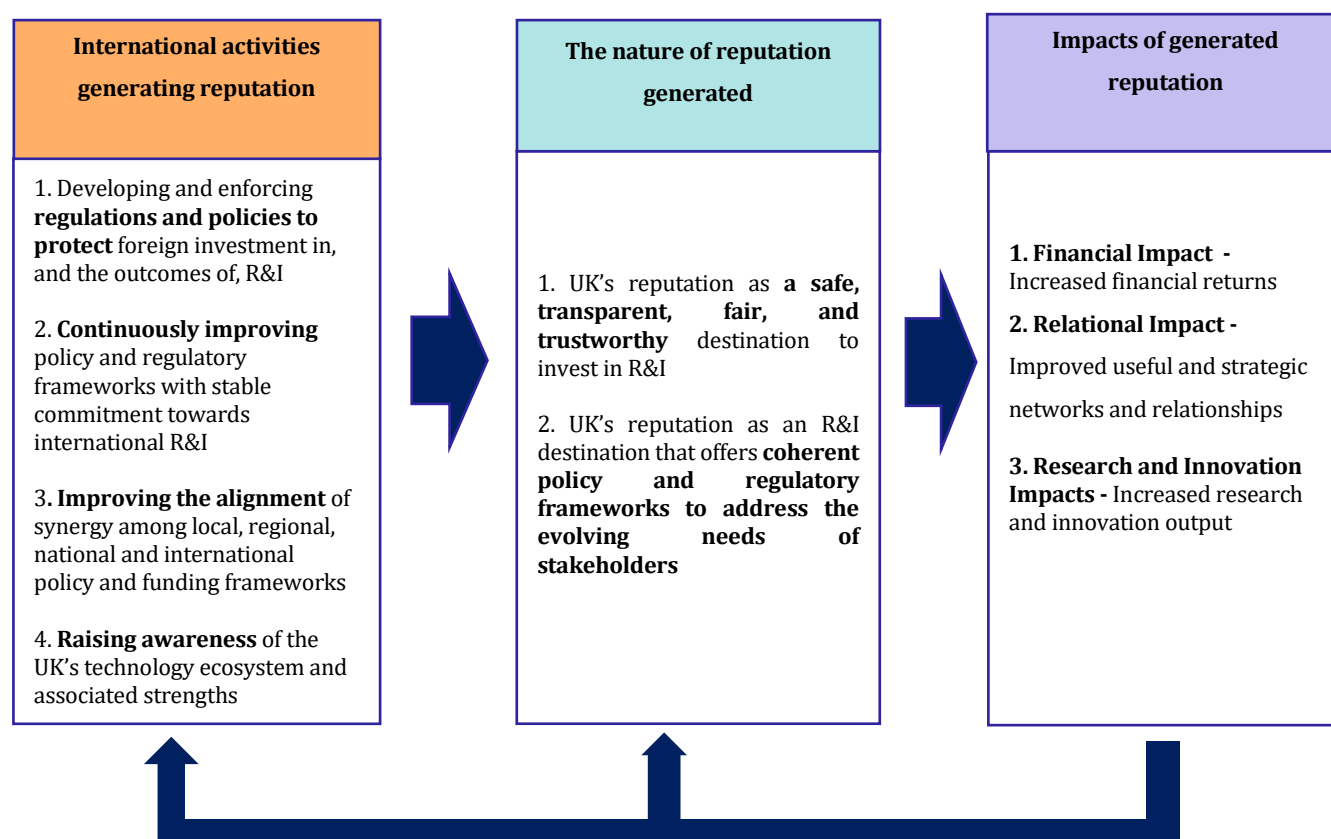 International activities
generating reputation
1. Developing and enforcing
regulations and policies to
protect foreign investment in,
and the outcomes of, R&I
2. Continuously improving
policy and regulatory
frameworks with stable
commitment towards
international R&I
3. Improving the alignment of
synergy among local, regional,
national and international
policy and funding frameworks
4. Raising awareness of the
UK’s technology ecosystem and
associated strengths
The nature of reputation
generated
1. UK’s reputation as a safe,
transparent, fair, and
trustworthy destination to
invest in R&I
2. UK’s reputation as an R&I
destination that offers coherent
policy and regulatory
frameworks to address the
evolving needs of
stakeholders
Impacts of generated
reputation
1. Financial Impact -
Increased financial returns
2. Relational Impact -
Improved useful and strategic
networks and relationships
3. Research and Innovation
Impacts - Increased research
and innovation output